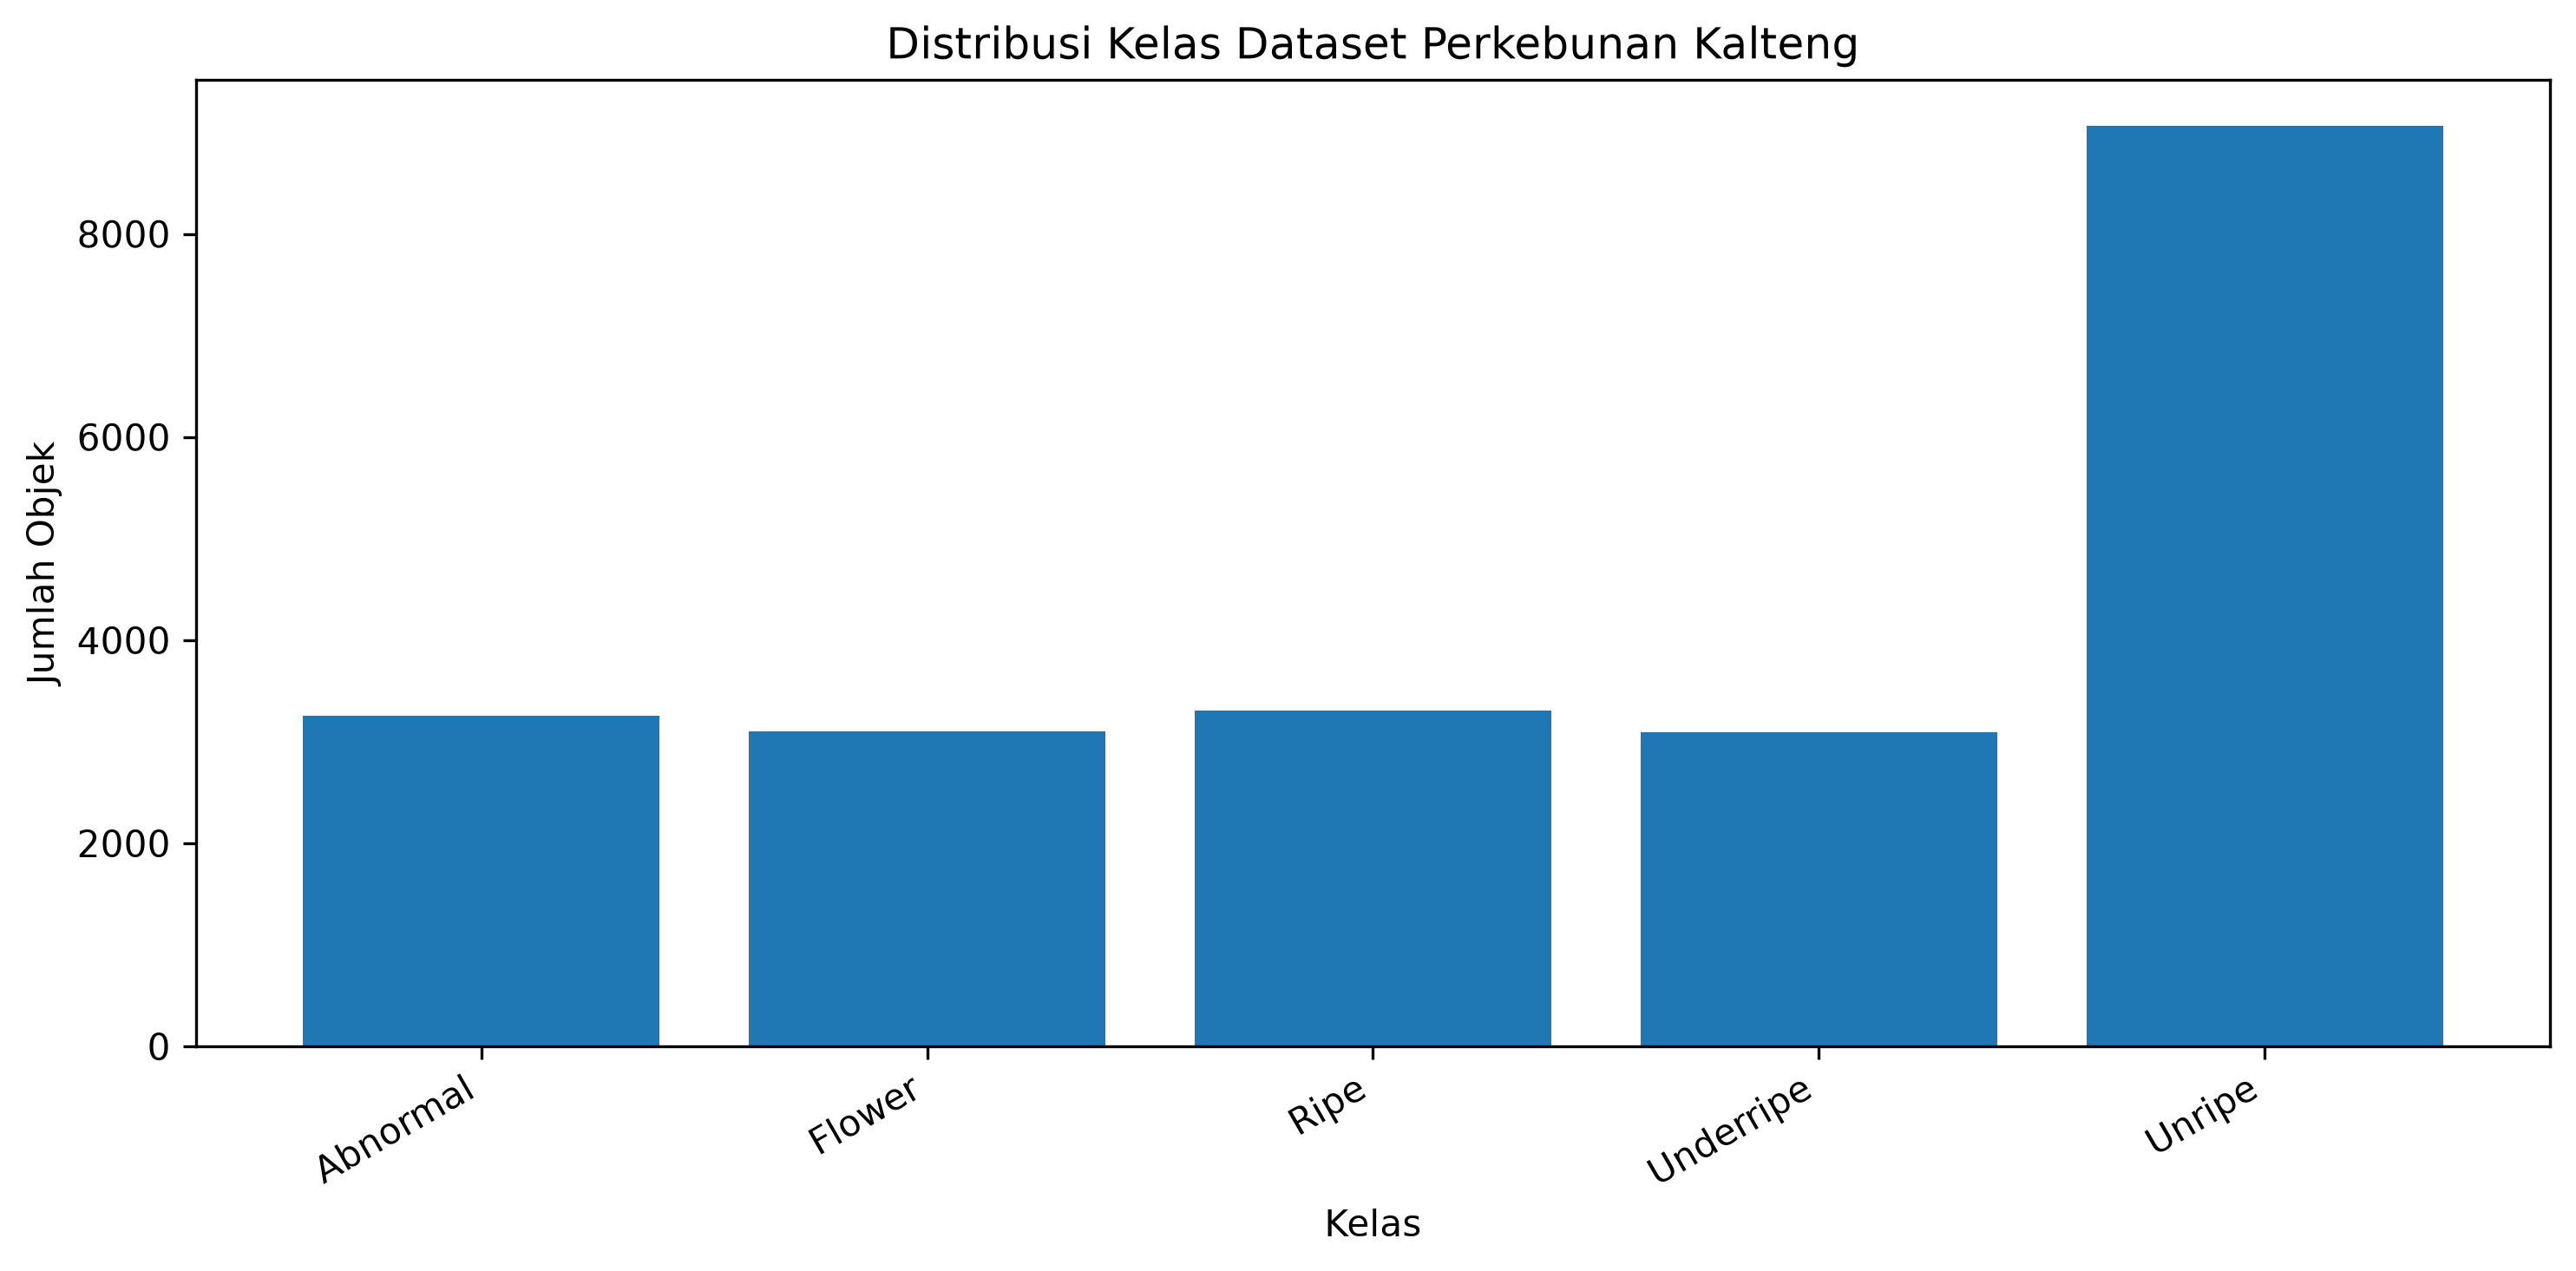 Distribusi Kelas Dataset Perkebunan Kalteng
Jumlah Objek
8000
6000
4000
2000
0
Abnormal
Flower
Ripe
Underripe
Unripe
Kelas